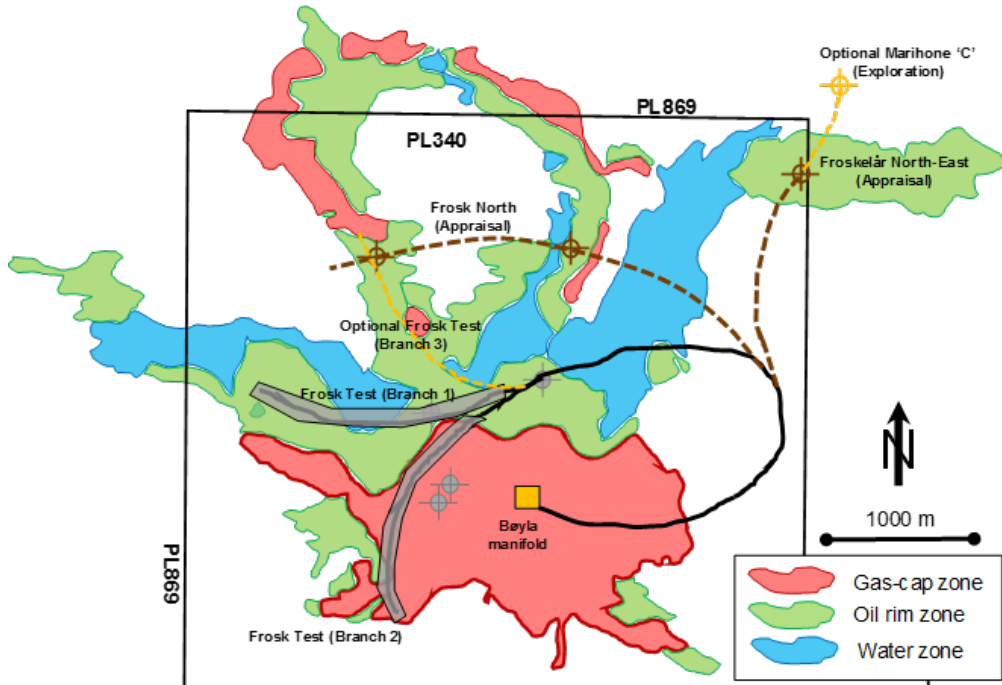 Optional Marihone ‘C’
(Exploration)
PL869
PL340
Froskelår North-East
(Appraisal)
Frosk North
(Appraisal)
Optional Frosk Test
(Branch 3)
Frosk Test (Branch 1)
N
Bøyla
manifold
1000 m
PL869
Frosk Test (Branch 2)
Gas-cap zone
Oil rim zone
Water zone